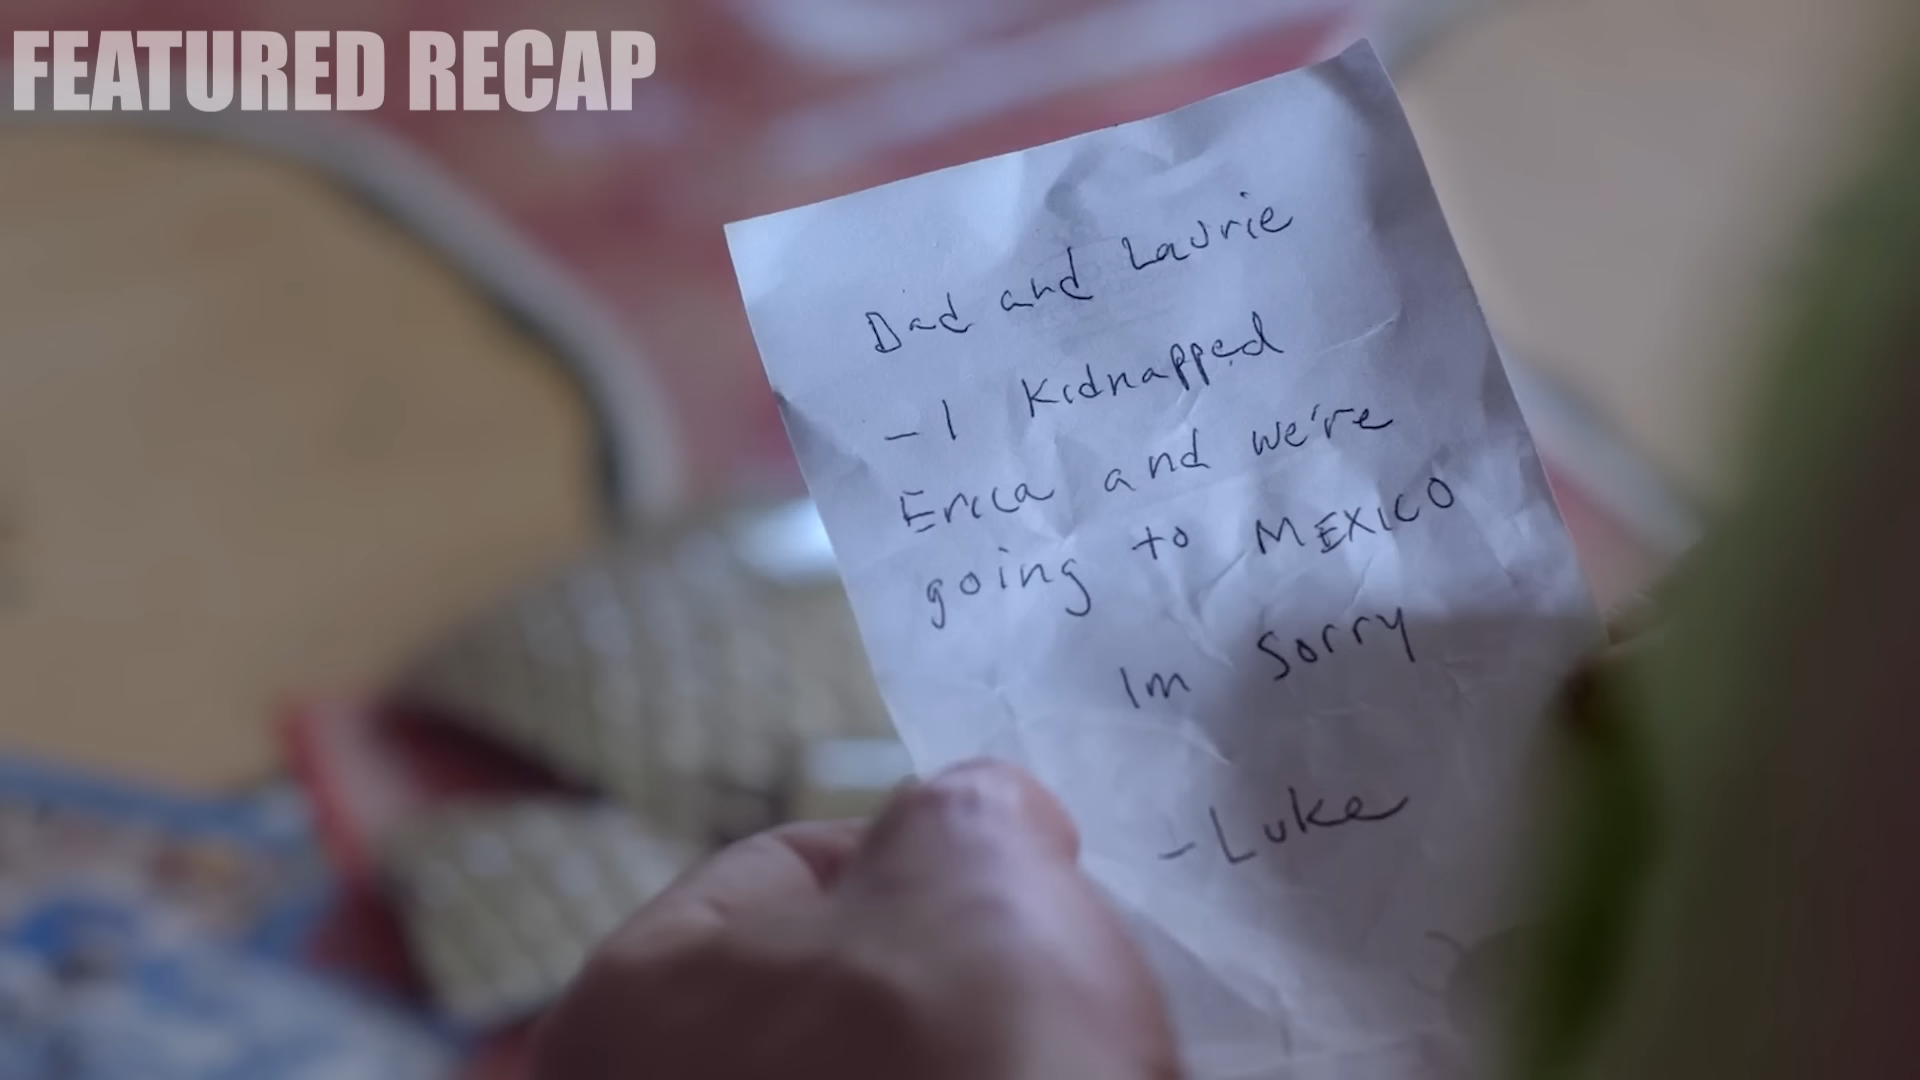 FEATURED RECAP
Dad and Laurie
- I Kidnapped
Erica and we're
going to MEXICO
Im Sorry
- Luke